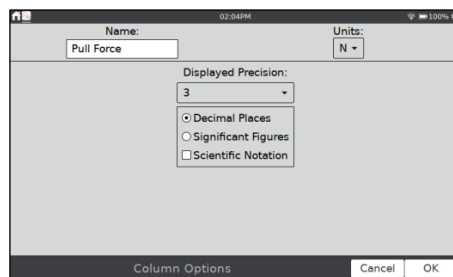 02:04PM
100%
Name:
Units:
Pull Force
N
Displayed Precision:
3
Decimal Places
Significant Figures
Scientific Notation
Column Options
Cancel
OK